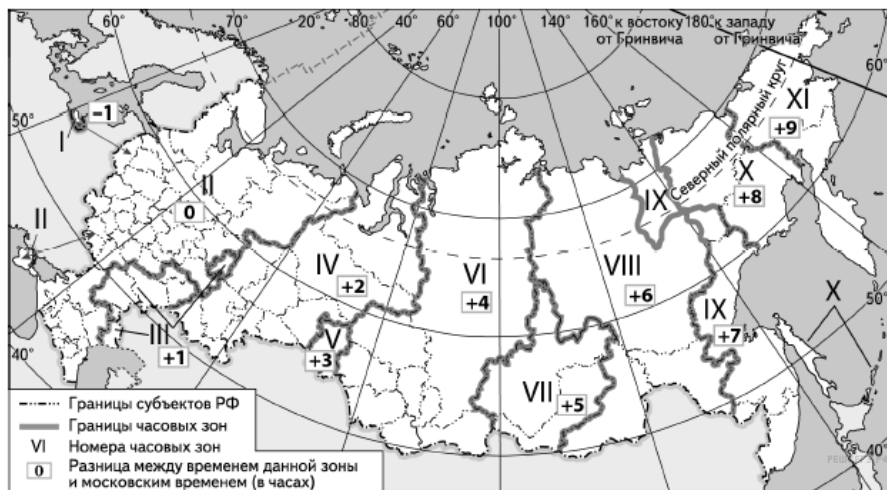 60° 70° 80° 20° 40° 60° 100° 140° 160° к востоку от Гринвича 180° к западу от Гринвича
60°
50°
I
−1
Северный полярный круг
XI
+9
II
0
II
IX
X
+8
IV
+2
VI
+4
VIII
+6
X
50°
III
+1
V
+3
IX
+7
40°
VII
+5
40°
Границы субъектов РФ
Границы часовых зон
VI Номера часовых зон
0 Разница между временем данной зоны
и московским временем (в часах)